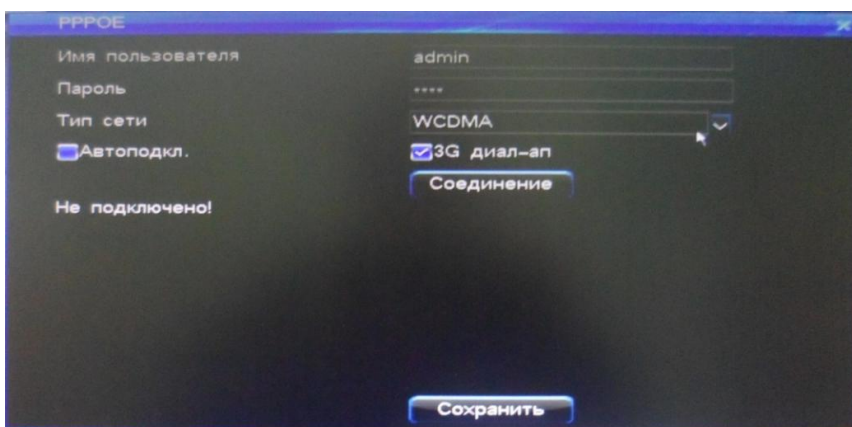 PPPOE
Имя пользователя admin
Пароль ****
Тип сети WCDMA
Автоподкл. 3G диал-ап
Соединение
Не подключено!
Сохранить